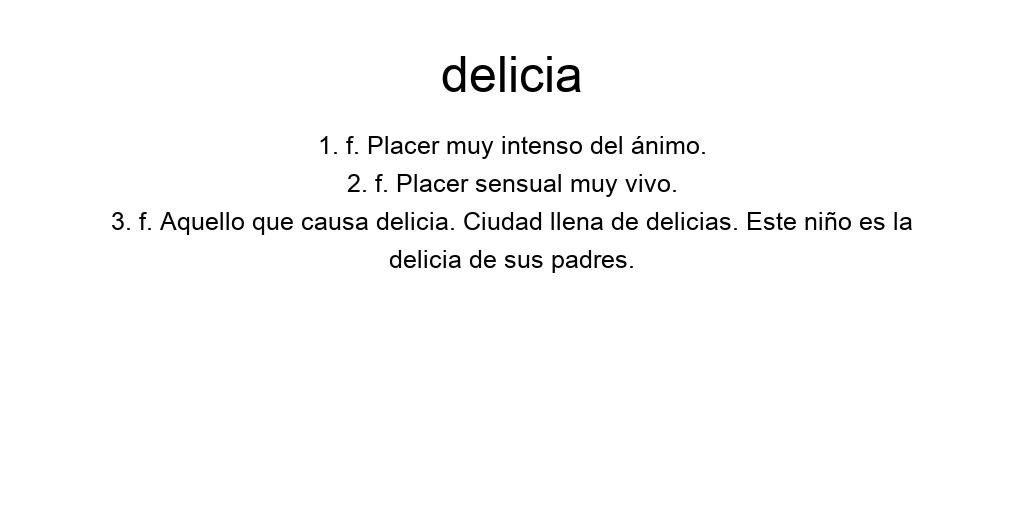 delicia
1. f. Placer muy intenso del ánimo.
2. f. Placer sensual muy vivo.
3. f. Aquello que causa delicia. Ciudad llena de delicias. Este niño es la
delicia de sus padres.